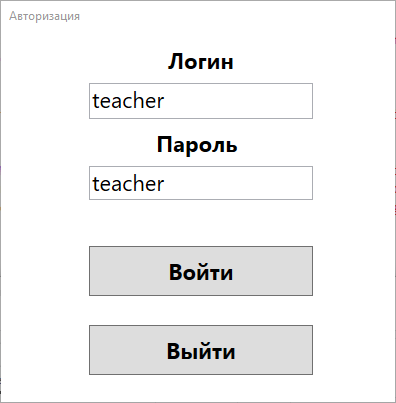 Авторизация
Логин
teacher
Пароль
teacher
Войти
Выйти